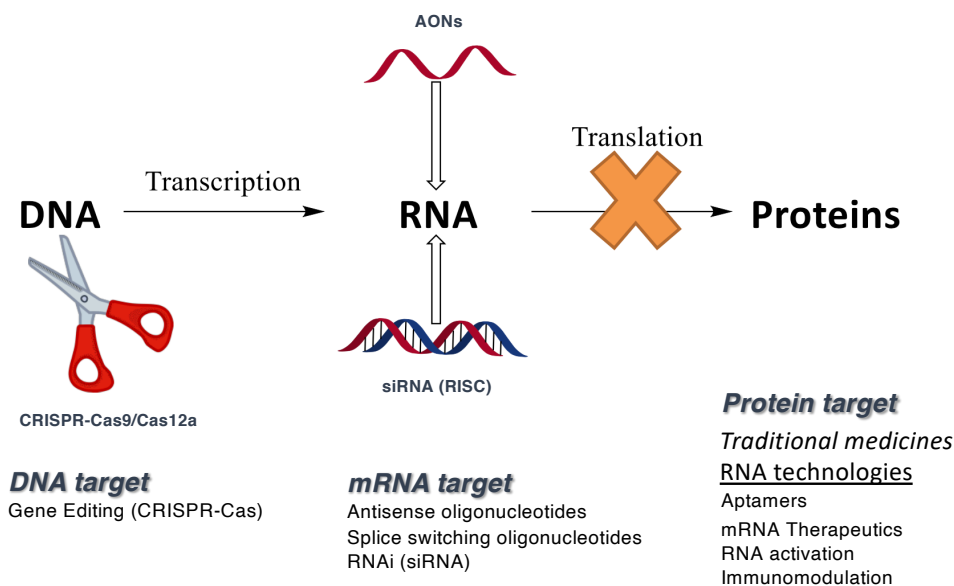 AONs
Transcription
Translation
DNA
RNA
Proteins
siRNA (RISC)
CRISPR-Cas9/Cas12a
DNA target
Gene Editing (CRISPR-Cas)
mRNA target
Antisense oligonucleotides
Splice switching oligonucleotides
RNAi (siRNA)
Protein target
Traditional medicines
RNA technologies
Aptamers
mRNA Therapeutics
RNA activation
Immunomodulation